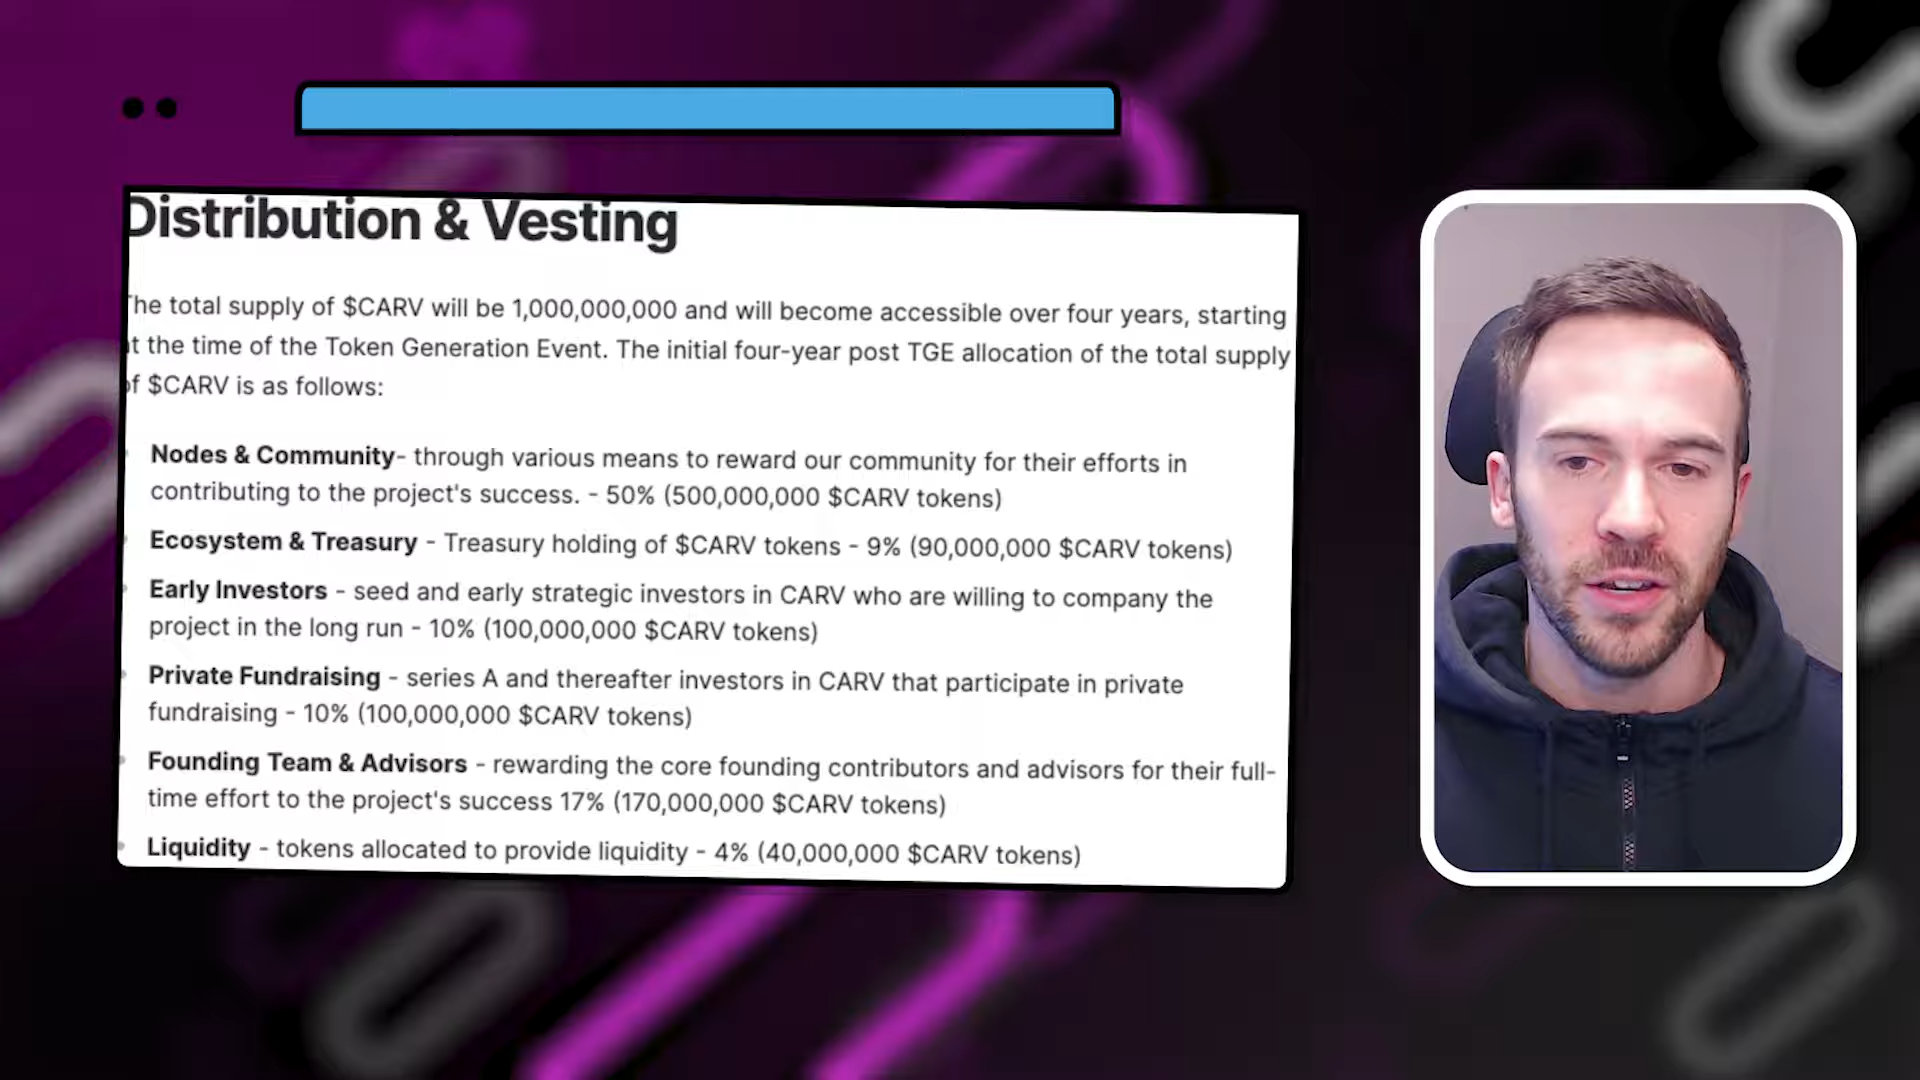 Distribution & Vesting
The total supply of $CARV will be 1,000,000,000 and will become accessible over four years, starting
at the time of the Token Generation Event. The initial four-year post TGE allocation of the total supply
of $CARV is as follows:
Nodes & Community- through various means to reward our community for their efforts in
contributing to the project's success. - 50% (500,000,000 $CARV tokens)
Ecosystem & Treasury - Treasury holding of $CARV tokens - 9% (90,000,000 $CARV tokens)
Early Investors - seed and early strategic investors in CARV who are willing to company the
project in the long run - 10% (100,000,000 $CARV tokens)
Private Fundraising - series A and thereafter investors in CARV that participate in private
fundraising - 10% (100,000,000 $CARV tokens)
Founding Team & Advisors - rewarding the core founding contributors and advisors for their full-
time effort to the project's success 17% (170,000,000 $CARV tokens)
Liquidity - tokens allocated to provide liquidity - 4% (40,000,000 $CARV tokens)